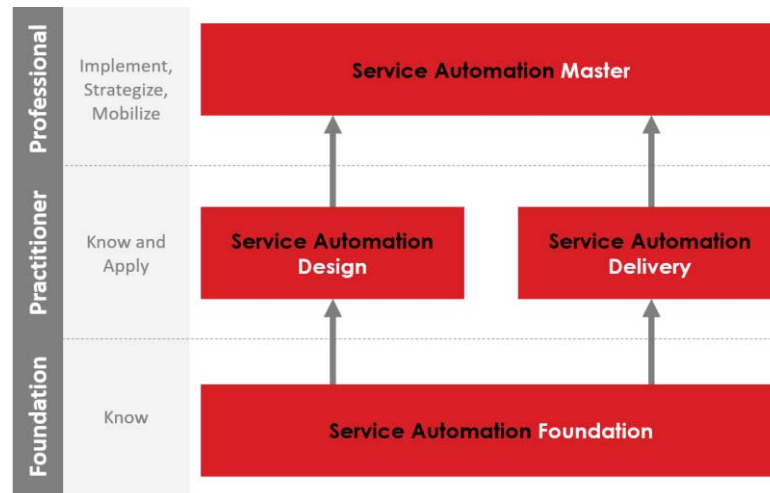 Professional
Implement,
Strategize,
Mobilize
Service Automation Master
Practitioner
Know and
Apply
Service Automation
Design
Service Automation
Delivery
Foundation
Know
Service Automation Foundation